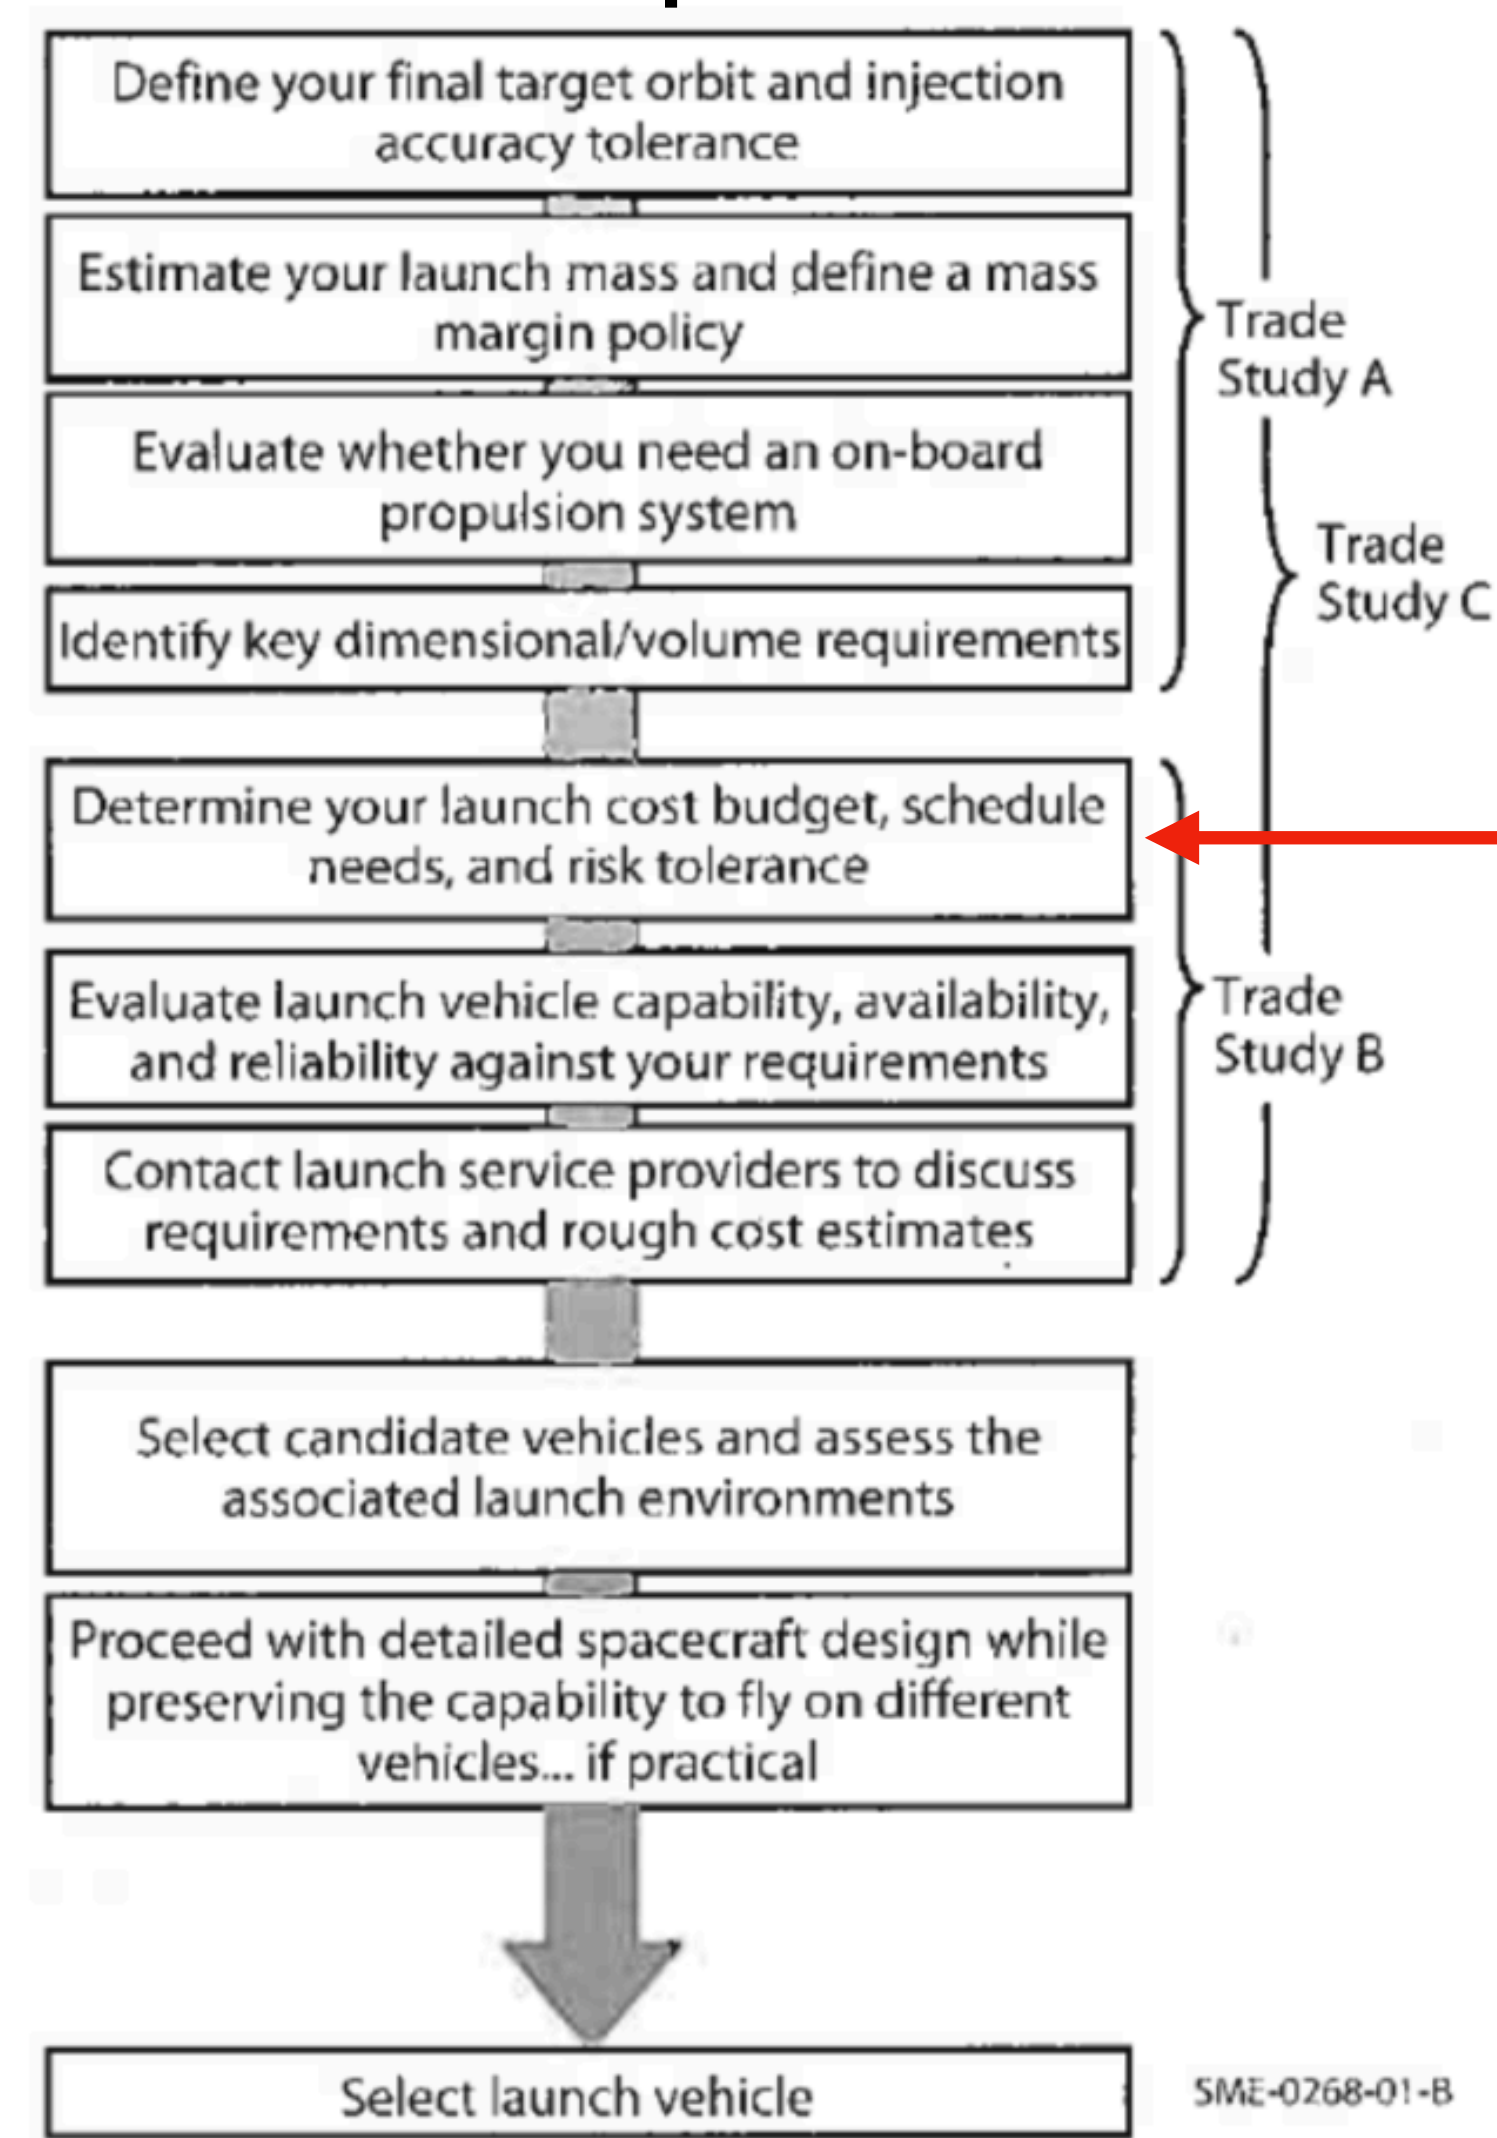 Define your final target orbit and injection
accuracy tolerance
Estimate your launch mass and define a mass
margin policy
Evaluate whether you need an on-board
propulsion system
Identify key dimensional/volume requirements
Trade
Study A
Trade
Study C
Determine your launch cost budget, schedule
needs, and risk tolerance
Evaluate launch vehicle capability, availability,
and reliability against your requirements
Contact launch service providers to discuss
requirements and rough cost estimates
Trade
Study B
Select candidate vehicles and assess the
associated launch environments
Proceed with detailed spacecraft design while
preserving the capability to fly on different
vehicles... if practical
Select launch vehicle
SME-0268-01-B